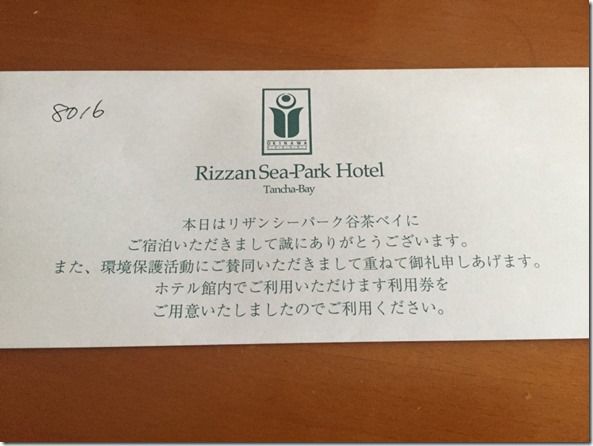 8016
OKINAWA
Rizzan Sea-Park Hotel
Tancha-Bay
本日はリザンシーパーク谷茶ベイに
ご宿泊いただきまして誠にありがとうございます。
また、環境保護活動にご賛同いただきまして重ねて御礼申しあげます。
ホテル館内でご利用いただけます利用券を
ご用意いたしましたのでご利用ください。